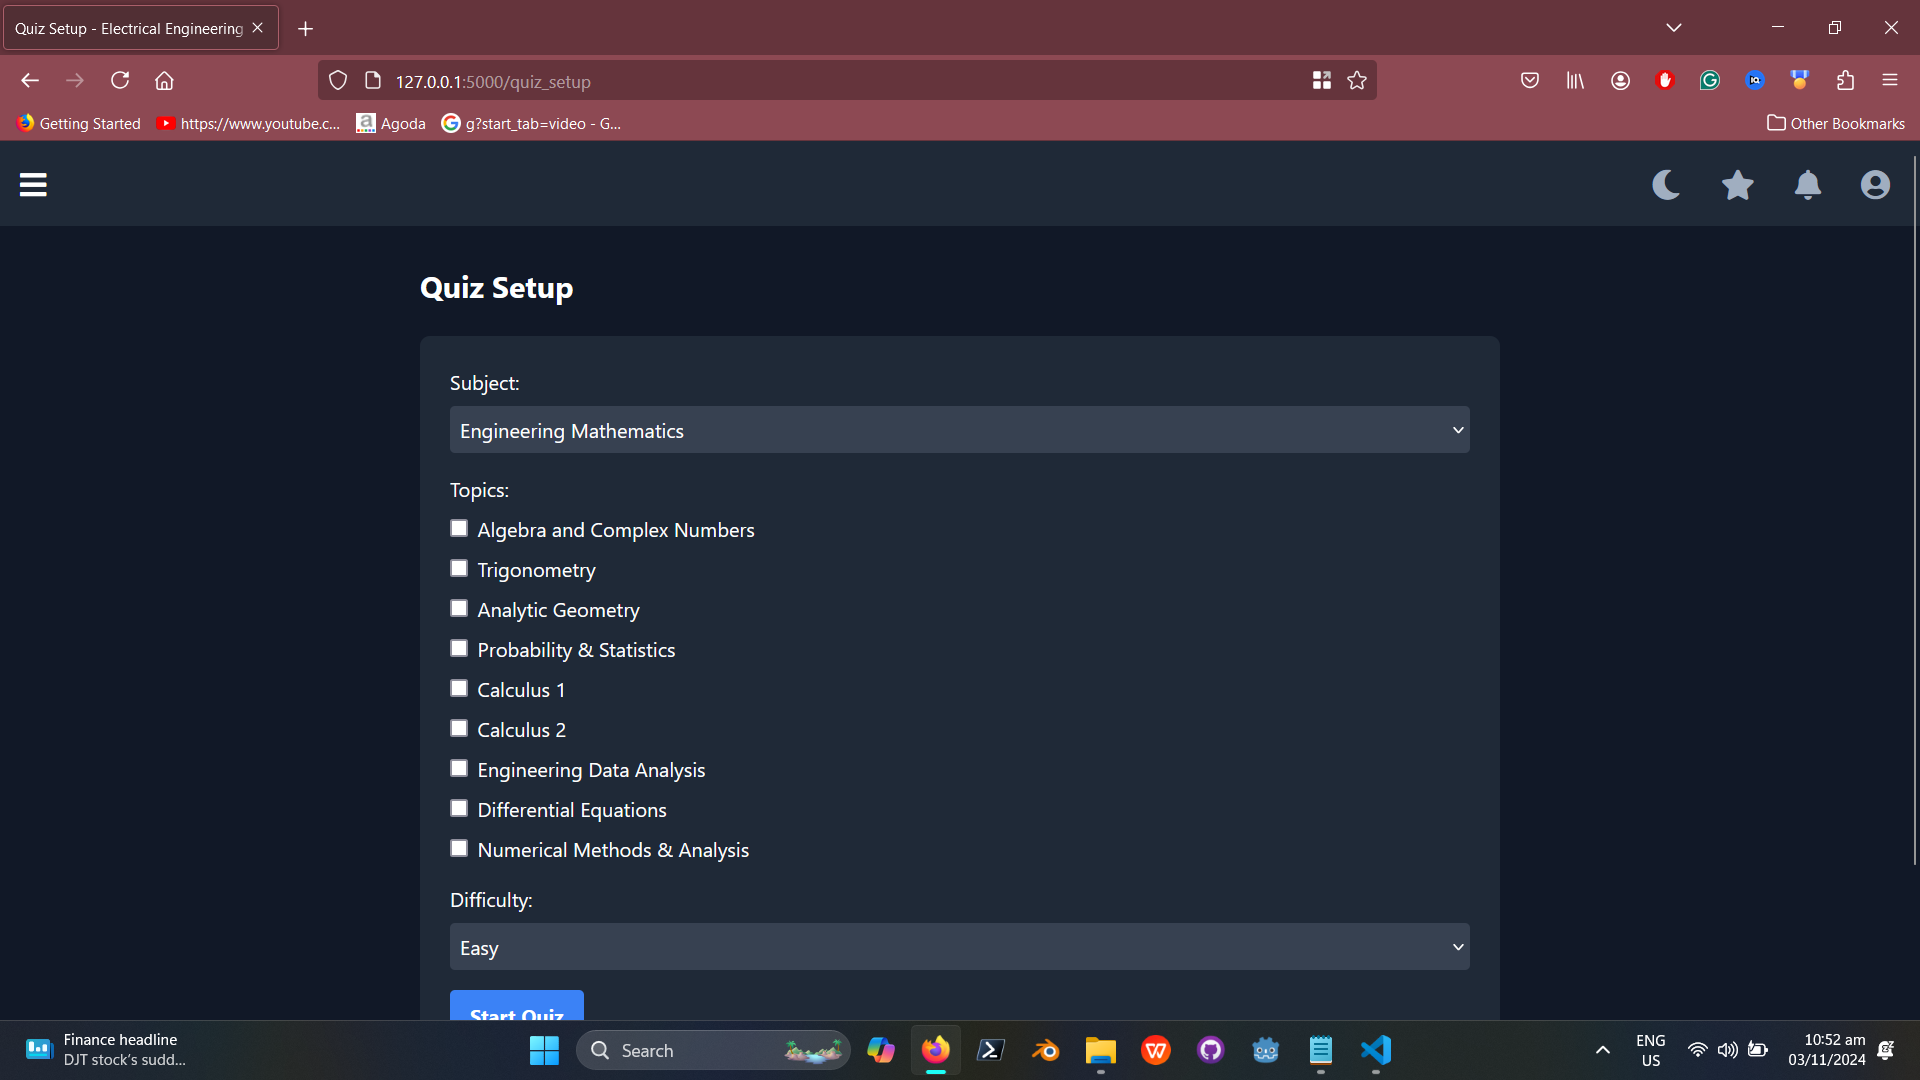 Quiz Setup - Electrical Engineering
127.0.0.1:5000/quiz_setup
Getting Started
https://www.youtube.c...
Agoda
g?start_tab=video - G...
Other Bookmarks
Quiz Setup
Subject:
Engineering Mathematics
Topics:
Algebra and Complex Numbers
Trigonometry
Analytic Geometry
Probability & Statistics
Calculus 1
Calculus 2
Engineering Data Analysis
Differential Equations
Numerical Methods & Analysis
Difficulty:
Easy
Start Quiz
Finance headline
DJT stock's sudd...
Search
ENG
US
10:52 am
03/11/2024